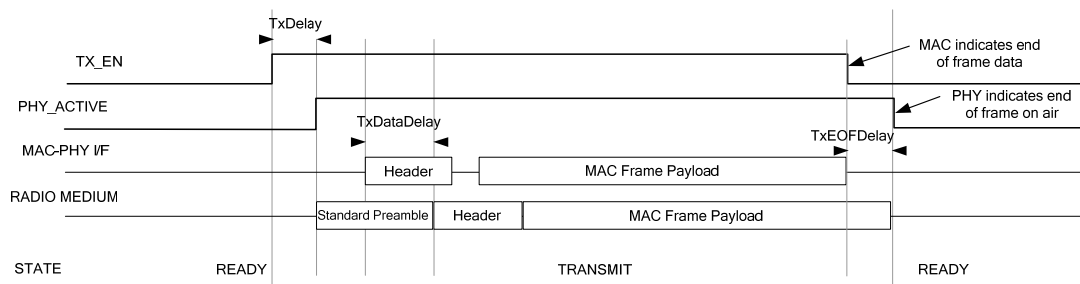 TxDelay
TX_EN
MAC indicates end
of frame data
PHY_ACTIVE
PHY indicates end
of frame on air
TxDataDelay
TxEOFDelay
MAC-PHY I/F
Header
MAC Frame Payload
RADIO MEDIUM
Standard Preamble
Header
MAC Frame Payload
STATE
READY
TRANSMIT
READY